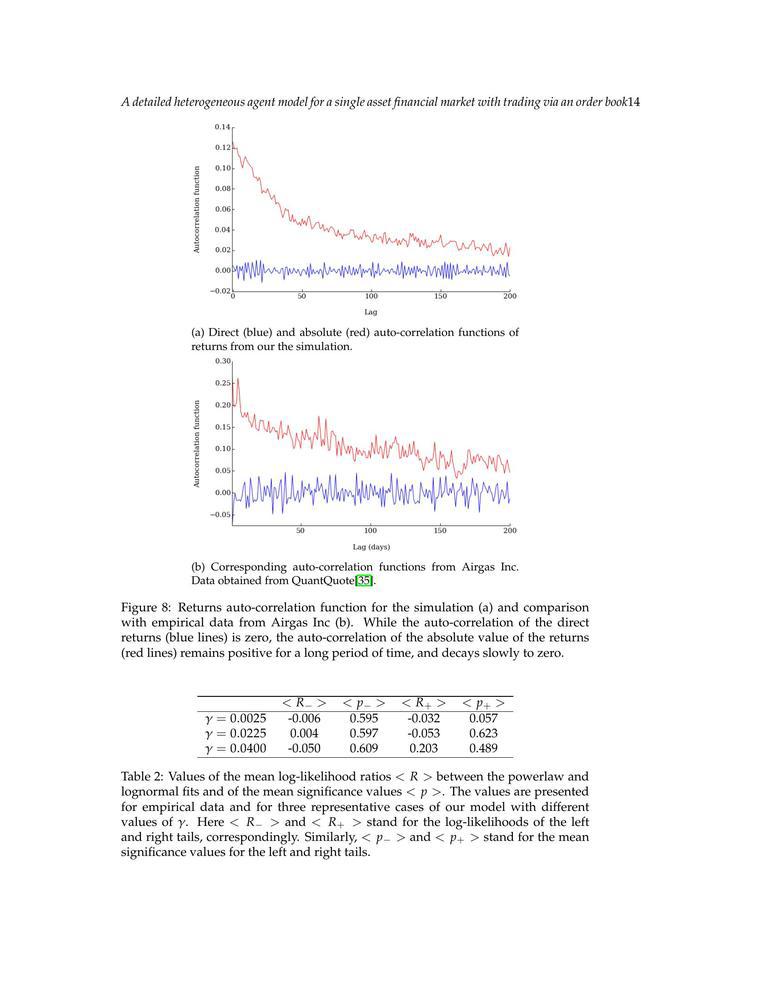 A detailed heterogeneous agent model for a single asset financial market with trading via an order book14
0.14
0.12
0.10
0.08
0.06
0.04
0.02
0.00
−0.02
Autocorrelation function
0 50 100 150 200
Lag
(a) Direct (blue) and absolute (red) auto-correlation functions of
returns from our the simulation.
0.30
0.25
0.20
0.15
0.10
0.05
0.00
−0.05
Autocorrelation function
50 100 150 200
Lag (days)
(b) Corresponding auto-correlation functions from Airgas Inc.
Data obtained from QuantQuote[35].
Figure 8: Returns auto-correlation function for the simulation (a) and comparison
with empirical data from Airgas Inc (b). While the auto-correlation of the direct
returns (blue lines) is zero, the auto-correlation of the absolute value of the returns
(red lines) remains positive for a long period of time, and decays slowly to zero.
< R− > < p− > < R+ > < p+ >
γ = 0.0025 -0.006 0.595 -0.032 0.057
γ = 0.0225 0.004 0.597 -0.053 0.623
γ = 0.0400 -0.050 0.609 0.203 0.489
Table 2: Values of the mean log-likelihood ratios < R > between the powerlaw and
lognormal fits and of the mean significance values < p >. The values are presented
for empirical data and for three representative cases of our model with different
values of γ. Here < R− > and < R+ > stand for the log-likelihoods of the left
and right tails, correspondingly. Similarly, < p− > and < p+ > stand for the mean
significance values for the left and right tails.